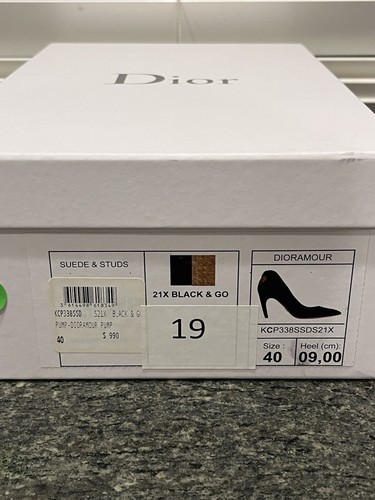 Dior
SUEDE & STUDS
21X BLACK & GO
DIORAMOUR
KCP338SSDS21X
Size :
40
Heel (cm):
09,00
KCP338SSD S21X BLACK & G
PUMP-DIORAMOUR PUMP
40
$ 990
19